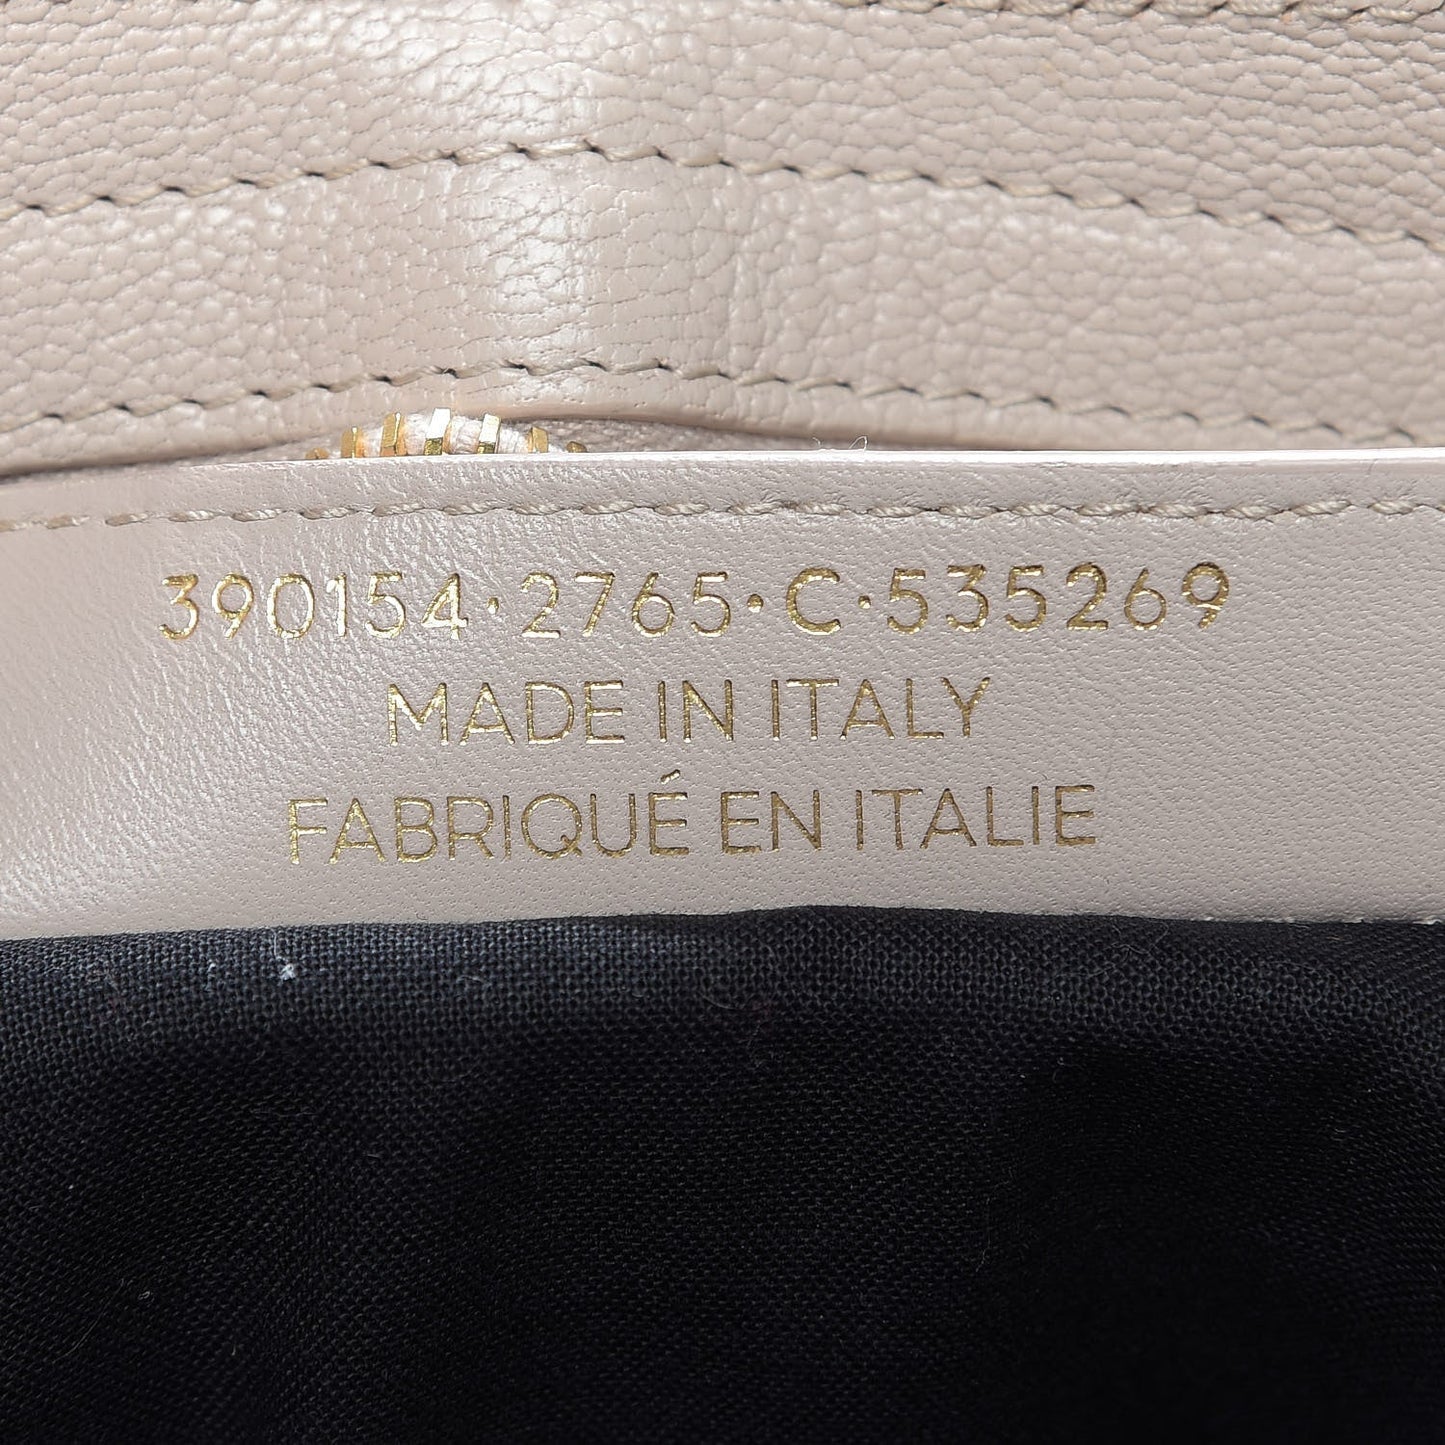 390154·2765·C·535269
MADE IN ITALY
FABRIQUÉ EN ITALIE